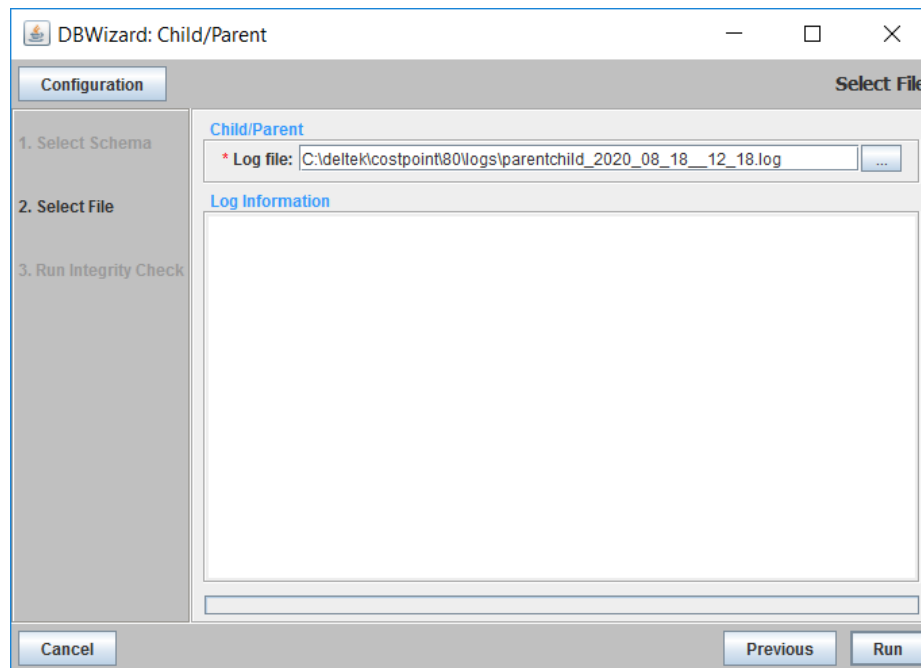 DBWizard: Child/Parent
Configuration
Select File
1. Select Schema
2. Select File
3. Run Integrity Check
Child/Parent
* Log file: C:\deltek\costpoint\80\logs\parentchild_2020_08_18__12_18.log ...
Log Information
Cancel Previous Run